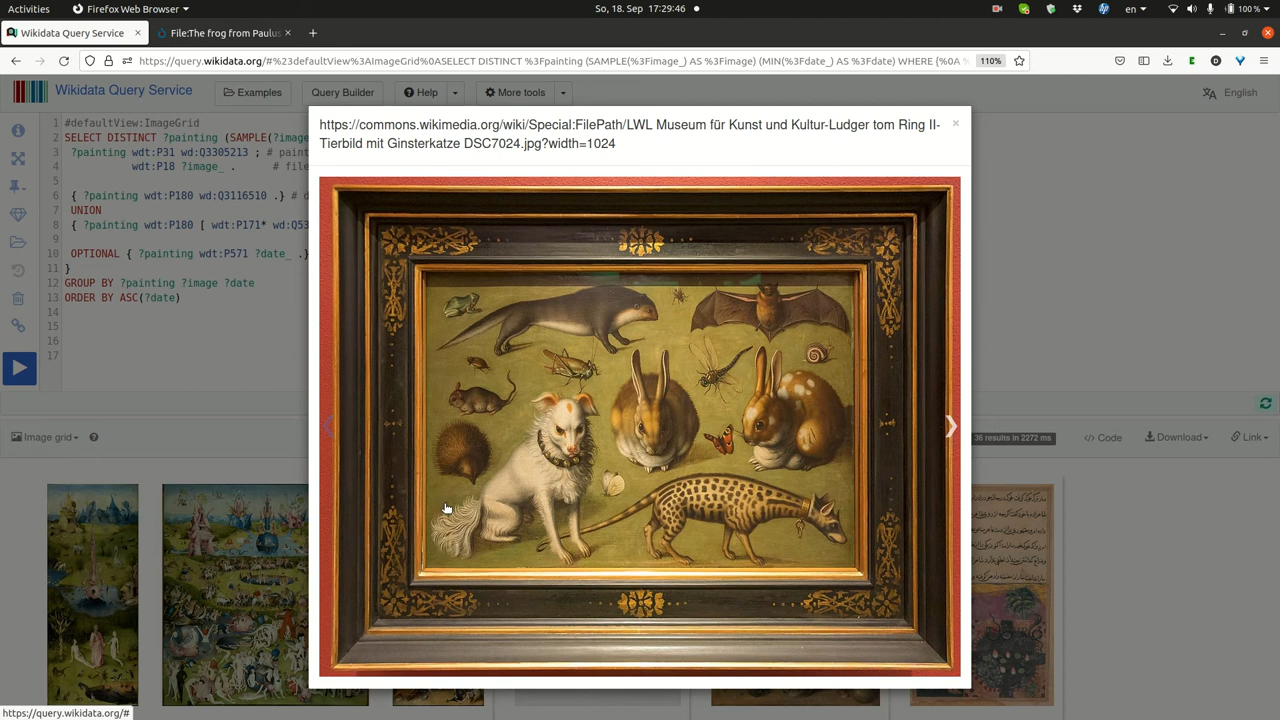 Activities
Firefox Web Browser
So, 18. Sep 17:29:46
en
100 %
Wikidata Query Service
File:The frog from Paulus
https://query.wikidata.org/#%23defaultView%3AImageGrid%0ASELECT DISTINCT %3Fpainting (SAMPLE(%3Fimage_) AS %3Fimage) (MIN(%3Fdate_) AS %3Fdate) WHERE {%0A
110%
Wikidata Query Service
Examples
Query Builder
Help
More tools
English
https://commons.wikimedia.org/wiki/Special:FilePath/LWL Museum für Kunst und Kultur-Ludger tom Ring II-
Tierbild mit Ginsterkatze DSC7024.jpg?width=1024
×
1 #defaultView:ImageGrid
2 SELECT DISTINCT ?painting (SAMPLE(?image
3 ?painting wdt:P31 wd:Q3305213 ; # pain
4 wdt:P18 ?image_ . # file
5
6 { ?painting wdt:P180 wd:Q3116510 .} # d
7 UNION
8 { ?painting wdt:P180 [ wdt:P171* wd:Q53
9
10 OPTIONAL { ?painting wdt:P571 ?date_ .}
11 }
12 GROUP BY ?painting ?image ?date
13 ORDER BY ASC(?date)
14
15
16
17
Image grid
36 results in 2272 ms
</> Code
Download
Link
https://query.wikidata.org/#